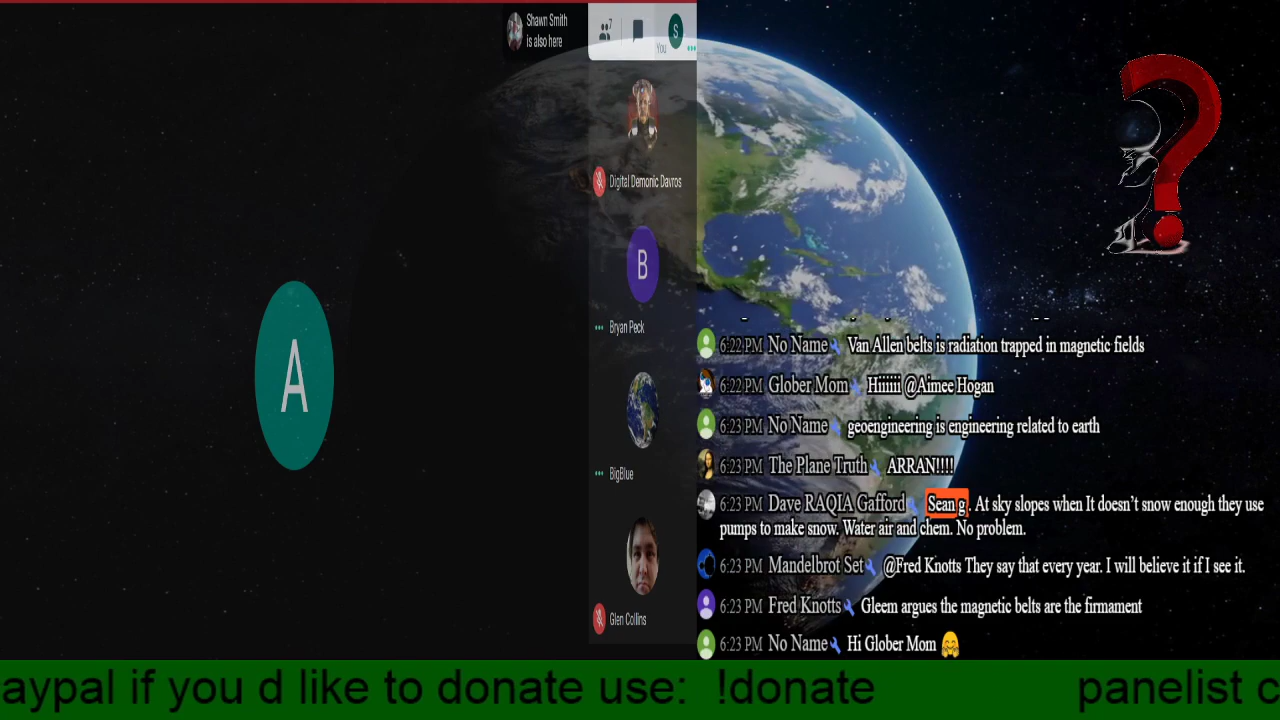 Shawn Smith
is also here
7
S
You
Digital Demonic Davros
B
Bryan Peck
A
BigBlue
Glen Collins
?
6:22 PM No Name Van Allen belts is radiation trapped in magnetic fields
6:22 PM Glober Mom Hiiiiii @Aimee Hogan
6:23 PM No Name geoengineering is engineering related to earth
6:23 PM The Plane Truth ARRAN!!!!
6:23 PM Dave RAQIA Gafford Sean g. At sky slopes when It doesn't snow enough they use
pumps to make snow. Water air and chem. No problem.
6:23 PM Mandelbrot Set @Fred Knotts They say that every year. I will believe it if I see it.
6:23 PM Fred Knotts Gleem argues the magnetic belts are the firmament
6:23 PM No Name Hi Glober Mom 🤗
aypal if you d like to donate use: !donate panelist c